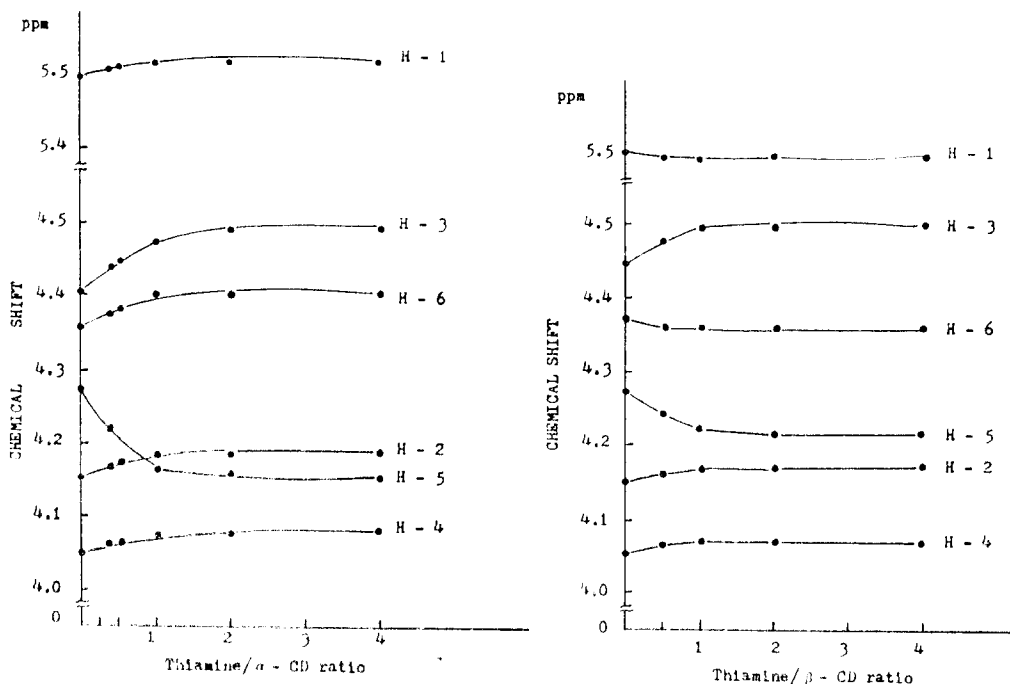 ppm
5.5
5.4
4.5
4.4
4.3
4.2
4.1
4.0
0
CHEMICAL SHIFT
H - 1
H - 3
H - 6
H - 2
H - 5
H - 4
1 2 3 4
Thiamine/α - CD ratio
ppm
5.5
4.5
4.4
4.3
4.2
4.1
4.0
0
CHEMICAL SHIFT
H - 1
H - 3
H - 6
H - 5
H - 2
H - 4
1 2 3 4
Thiamine/β - CD ratio